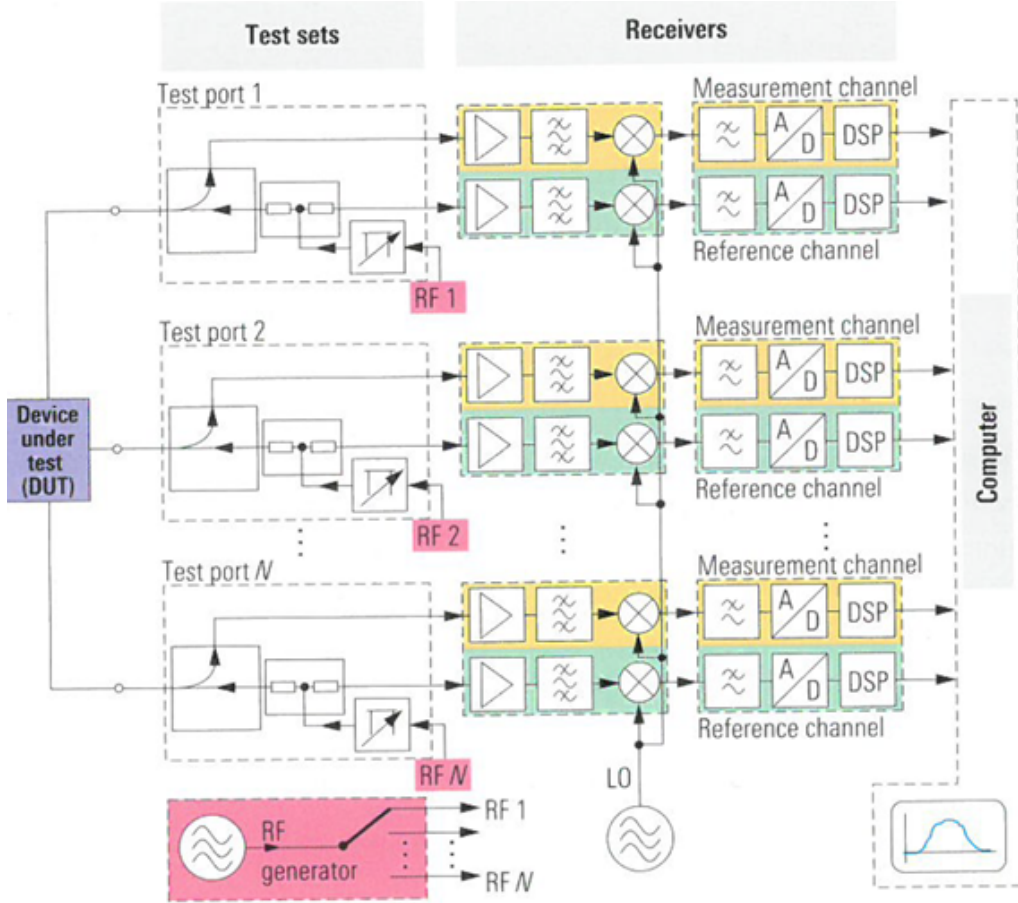 Test sets
Receivers
Test port 1
Measurement channel
A
D
DSP
A
D
DSP
Reference channel
RF 1
Test port 2
Measurement channel
A
D
DSP
A
D
DSP
Reference channel
RF 2
Device
under
test
(DUT)
Computer
Test port N
Measurement channel
A
D
DSP
A
D
DSP
Reference channel
RF N
LO
RF
generator
RF 1
RF N